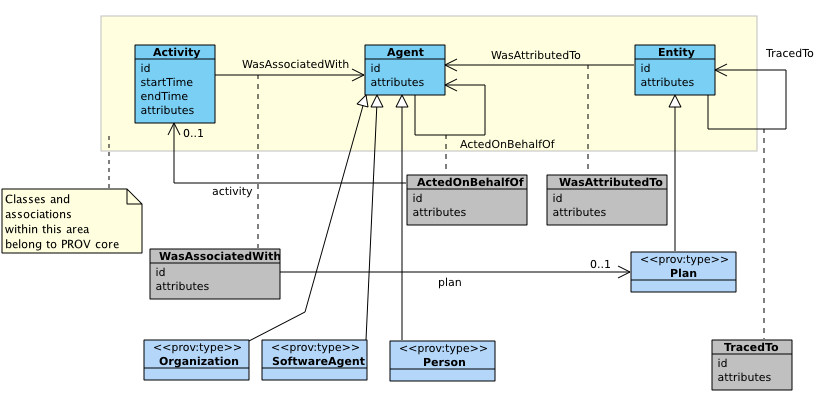 Activity
id
startTime
endTime
attributes
WasAssociatedWith
Agent
id
attributes
WasAttributedTo
Entity
id
attributes
TracedTo
0..1
ActedOnBehalfOf
activity
Classes and
associations
within this area
belong to PROV core
ActedOnBehalfOf
id
attributes
WasAttributedTo
id
attributes
WasAssociatedWith
id
attributes
plan
0..1
<<prov:type>>
Plan
<<prov:type>>
Organization
<<prov:type>>
SoftwareAgent
<<prov:type>>
Person
TracedTo
id
attributes